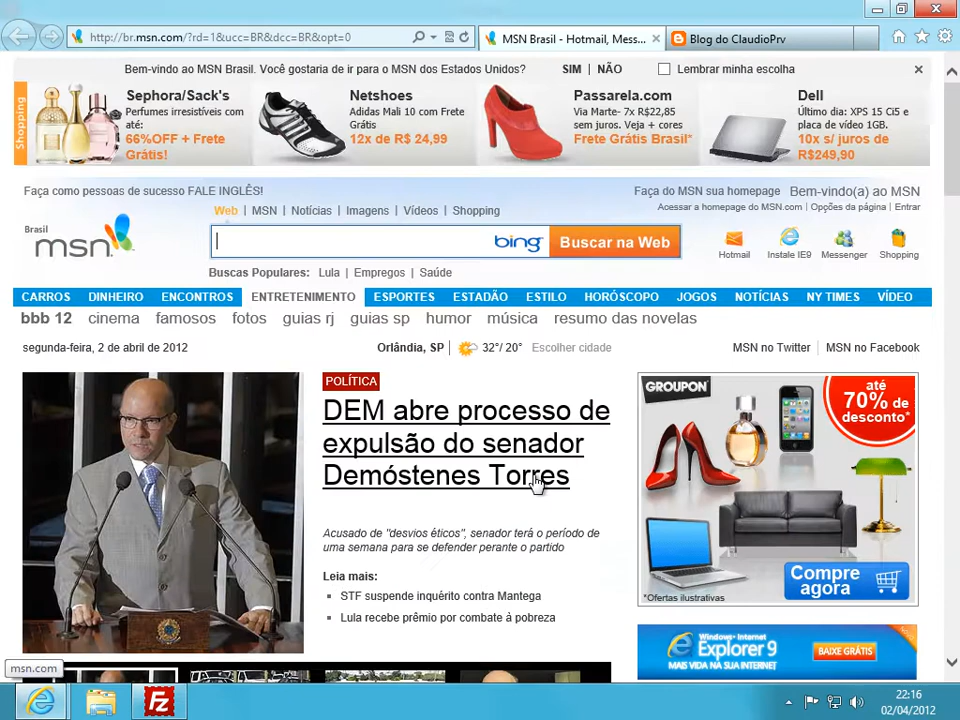 http://br.msn.com/?rd=1&ucc=BR&dcc=BR&opt=0
MSN Brasil - Hotmail, Mess...
Blog do ClaudioPrv
Bem-vindo ao MSN Brasil. Você gostaria de ir para o MSN dos Estados Unidos? SIM | NÃO Lembrar minha escolha
Shopping
Sephora/Sack's
Perfumes irresistíveis com
até:
66%OFF + Frete
Grátis!
Netshoes
Adidas Mali 10 com Frete
Grátis
12x de R$ 24,99
Passarela.com
Via Marte- 7x R$22,85
sem juros. Veja + cores
Frete Grátis Brasil*
Dell
Último dia: XPS 15 Ci5 e
placa de vídeo 1GB.
10x s/ juros de
R$249,90
Faça como pessoas de sucesso FALE INGLÊS!
Faça do MSN sua homepage Bem-vindo(a) ao MSN
Acessar a homepage do MSN.com | Opções da página | Entrar
Web | MSN | Notícias | Imagens | Vídeos | Shopping
Brasil
msn
bing
Buscar na Web
Hotmail Instale IE9 Messenger Shopping
Buscas Populares: Lula | Empregos | Saúde
CARROS DINHEIRO ENCONTROS ENTRETENIMENTO ESPORTES ESTADÃO ESTILO HORÓSCOPO JOGOS NOTÍCIAS NY TIMES VÍDEO
bbb 12 cinema famosos fotos guias rj guias sp humor música resumo das novelas
segunda-feira, 2 de abril de 2012
Orlândia, SP 32°/ 20° Escolher cidade
MSN no Twitter MSN no Facebook
POLÍTICA
DEM abre processo de
expulsão do senador
Demóstenes Torres
Acusado de "desvios éticos", senador terá o período de
uma semana para se defender perante o partido
Leia mais:
STF suspende inquérito contra Mantega
Lula recebe prêmio por combate à pobreza
GROUPON
até
70% de
desconto*
Compre
agora
*Ofertas ilustrativas
Windows Internet
Explorer 9
MAIS VIDA NA SUA INTERNET
BAIXE GRÁTIS
msn.com
22:16
02/04/2012